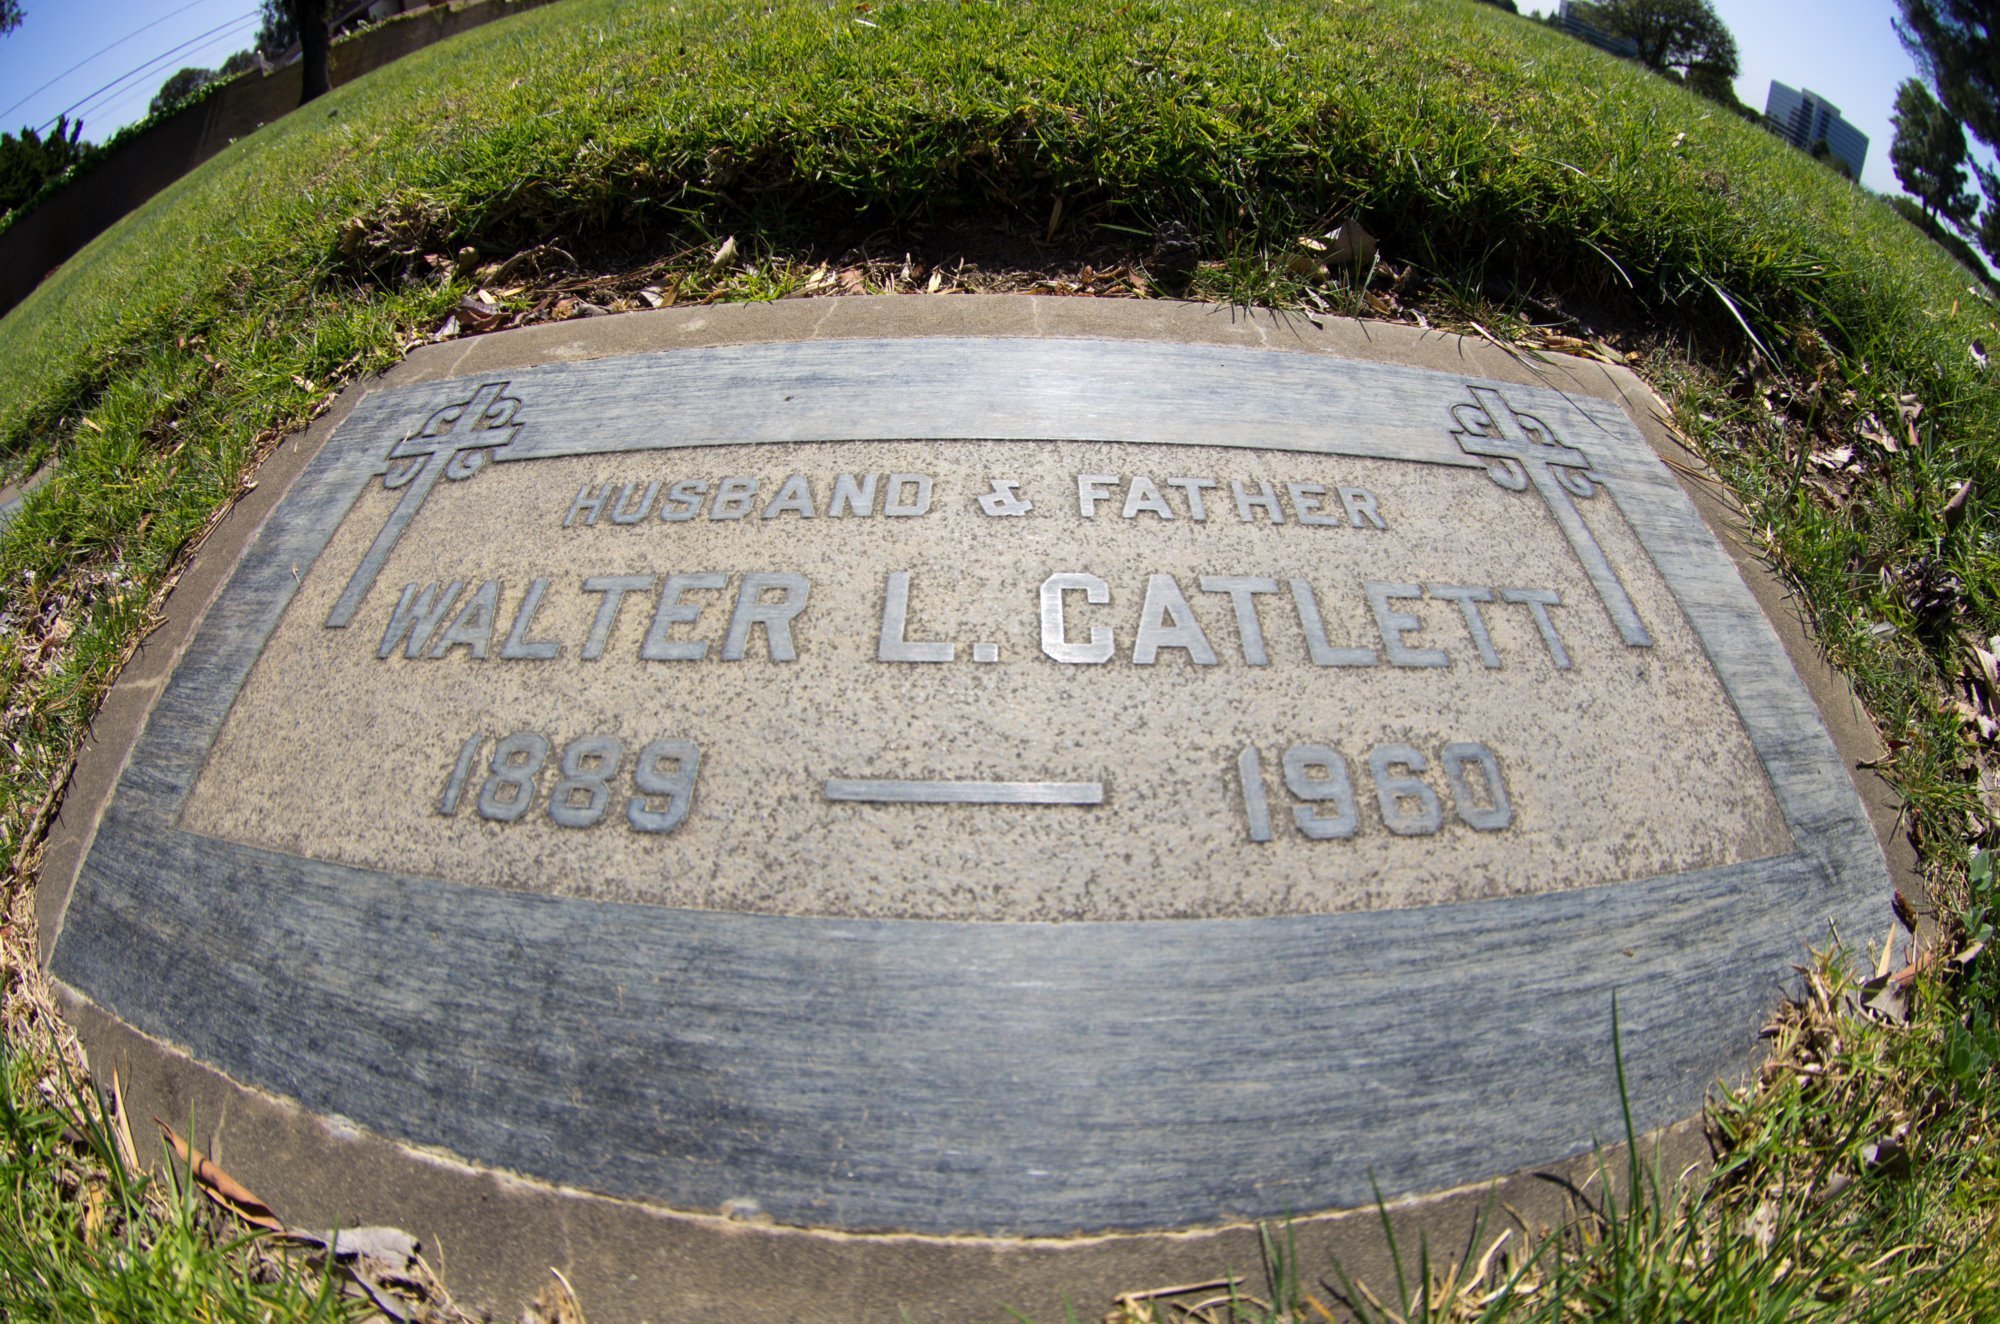 HUSBAND & FATHER
WALTER L. CATLETT
1889 — 1960